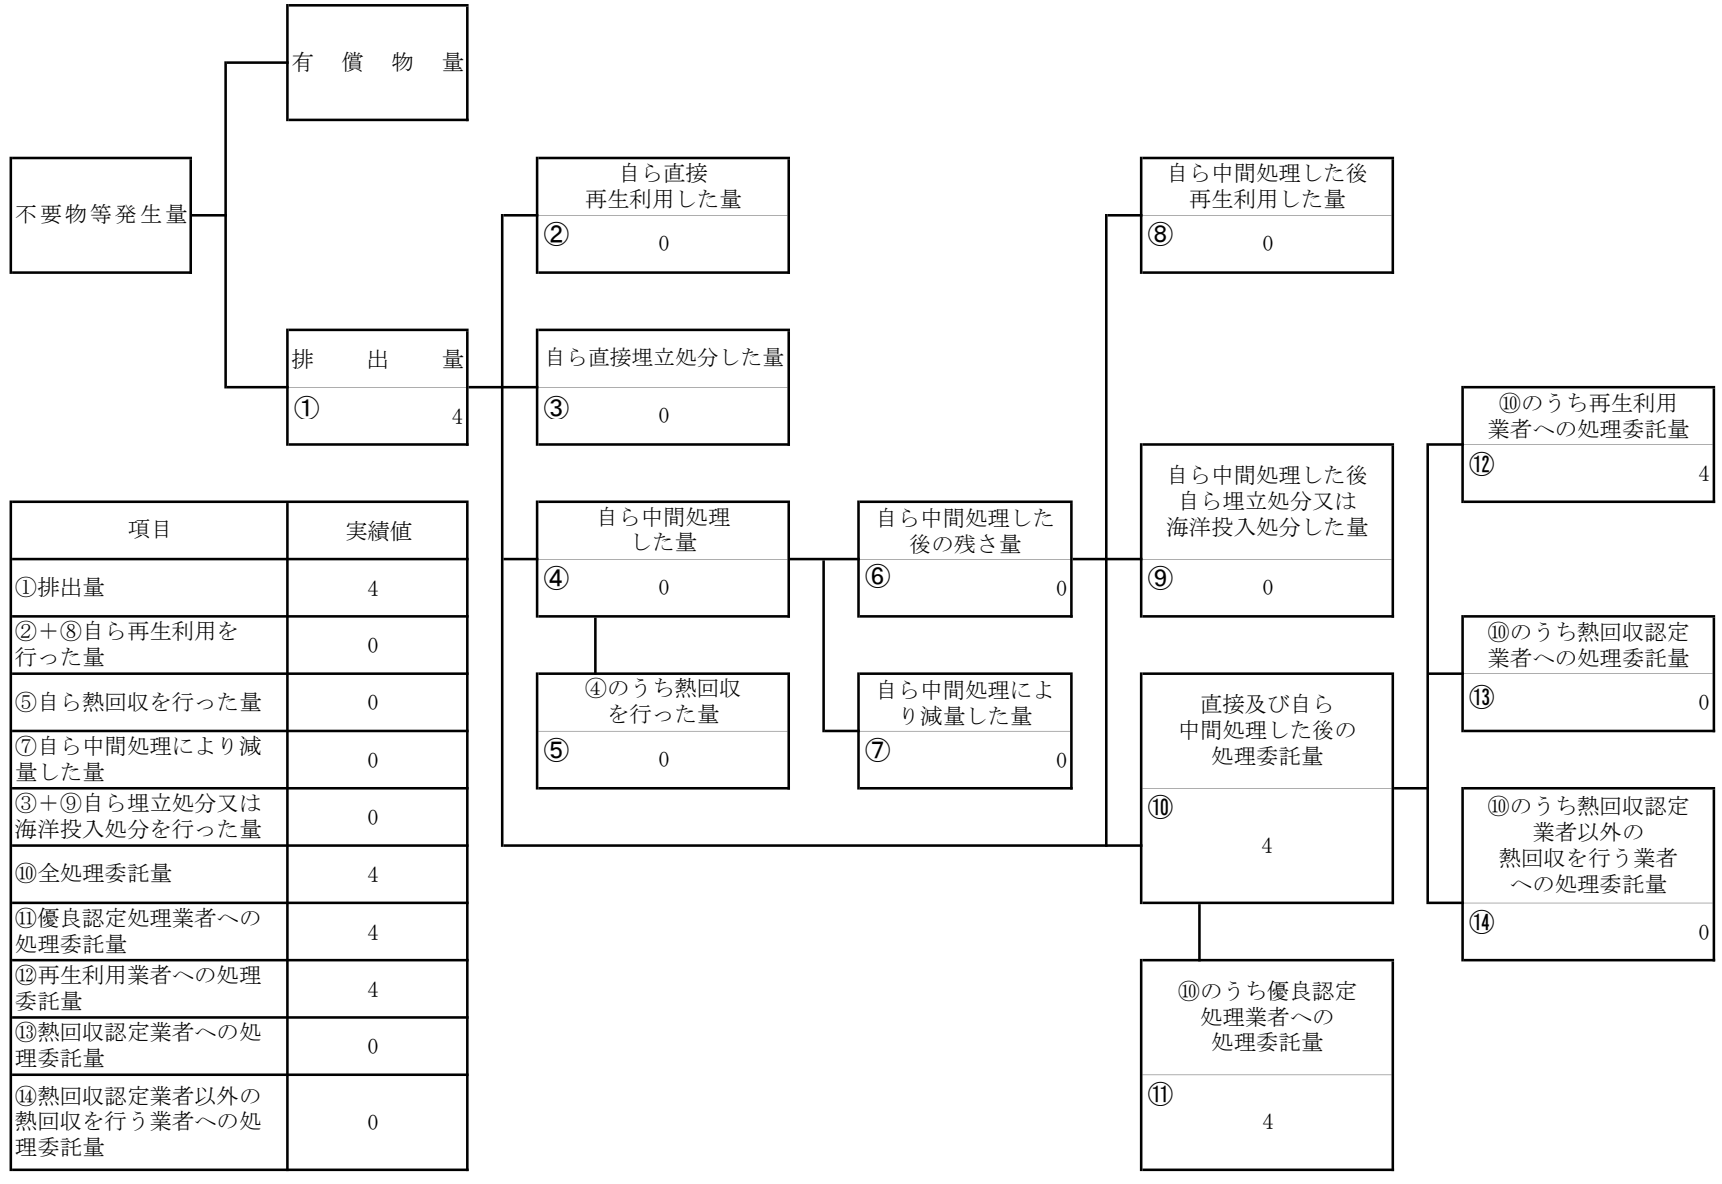 有償物量
不要物等発生量
排出量
①
4
自ら直接
再生利用した量
②
0
自ら直接埋立処分した量
③
0
自ら中間処理
した量
④
0
④のうち熱回収
を行った量
⑤
0
自ら中間処理した
後の残さ量
⑥
0
自ら中間処理によ
り減量した量
⑦
0
自ら中間処理した後
再生利用した量
⑧
0
自ら中間処理した後
自ら埋立処分又は
海洋投入処分した量
⑨
0
直接及び自ら
中間処理した後の
処理委託量
⑩
4
⑩のうち優良認定
処理業者への
処理委託量
⑪
4
⑩のうち再生利用
業者への処理委託量
⑫
4
⑩のうち熱回収認定
業者への処理委託量
⑬
0
⑩のうち熱回収認定
業者以外の
熱回収を行う業者
への処理委託量
⑭
0
項目 実績値
①排出量 4
②＋⑧自ら再生利用を
行った量 0
⑤自ら熱回収を行った量 0
⑦自ら中間処理により減
量した量 0
③＋⑨自ら埋立処分又は
海洋投入処分を行った量 0
⑩全処理委託量 4
⑪優良認定処理業者への
処理委託量 4
⑫再生利用業者への処理
委託量 4
⑬熱回収認定業者への処
理委託量 0
⑭熱回収認定業者以外の
熱回収を行う業者への処 0
理委託量